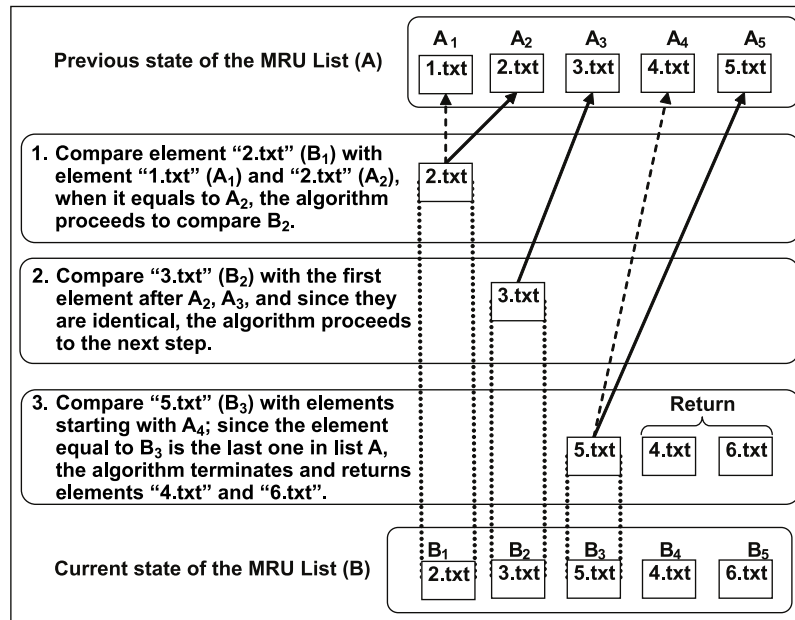 A1 A2 A3 A4 A5
Previous state of the MRU List (A)
1.txt 2.txt 3.txt 4.txt 5.txt
1. Compare element “2.txt” (B1) with
element “1.txt” (A1) and “2.txt” (A2),
when it equals to A2, the algorithm
proceeds to compare B2.
2.txt
2. Compare “3.txt” (B2) with the first
element after A2, A3, and since they
are identical, the algorithm proceeds
to the next step.
3.txt
3. Compare “5.txt” (B3) with elements
starting with A4; since the element
equal to B3 is the last one in list A,
the algorithm terminates and returns
elements “4.txt” and “6.txt”.
Return
5.txt 4.txt 6.txt
B1 B2 B3 B4 B5
Current state of the MRU List (B)
2.txt 3.txt 5.txt 4.txt 6.txt